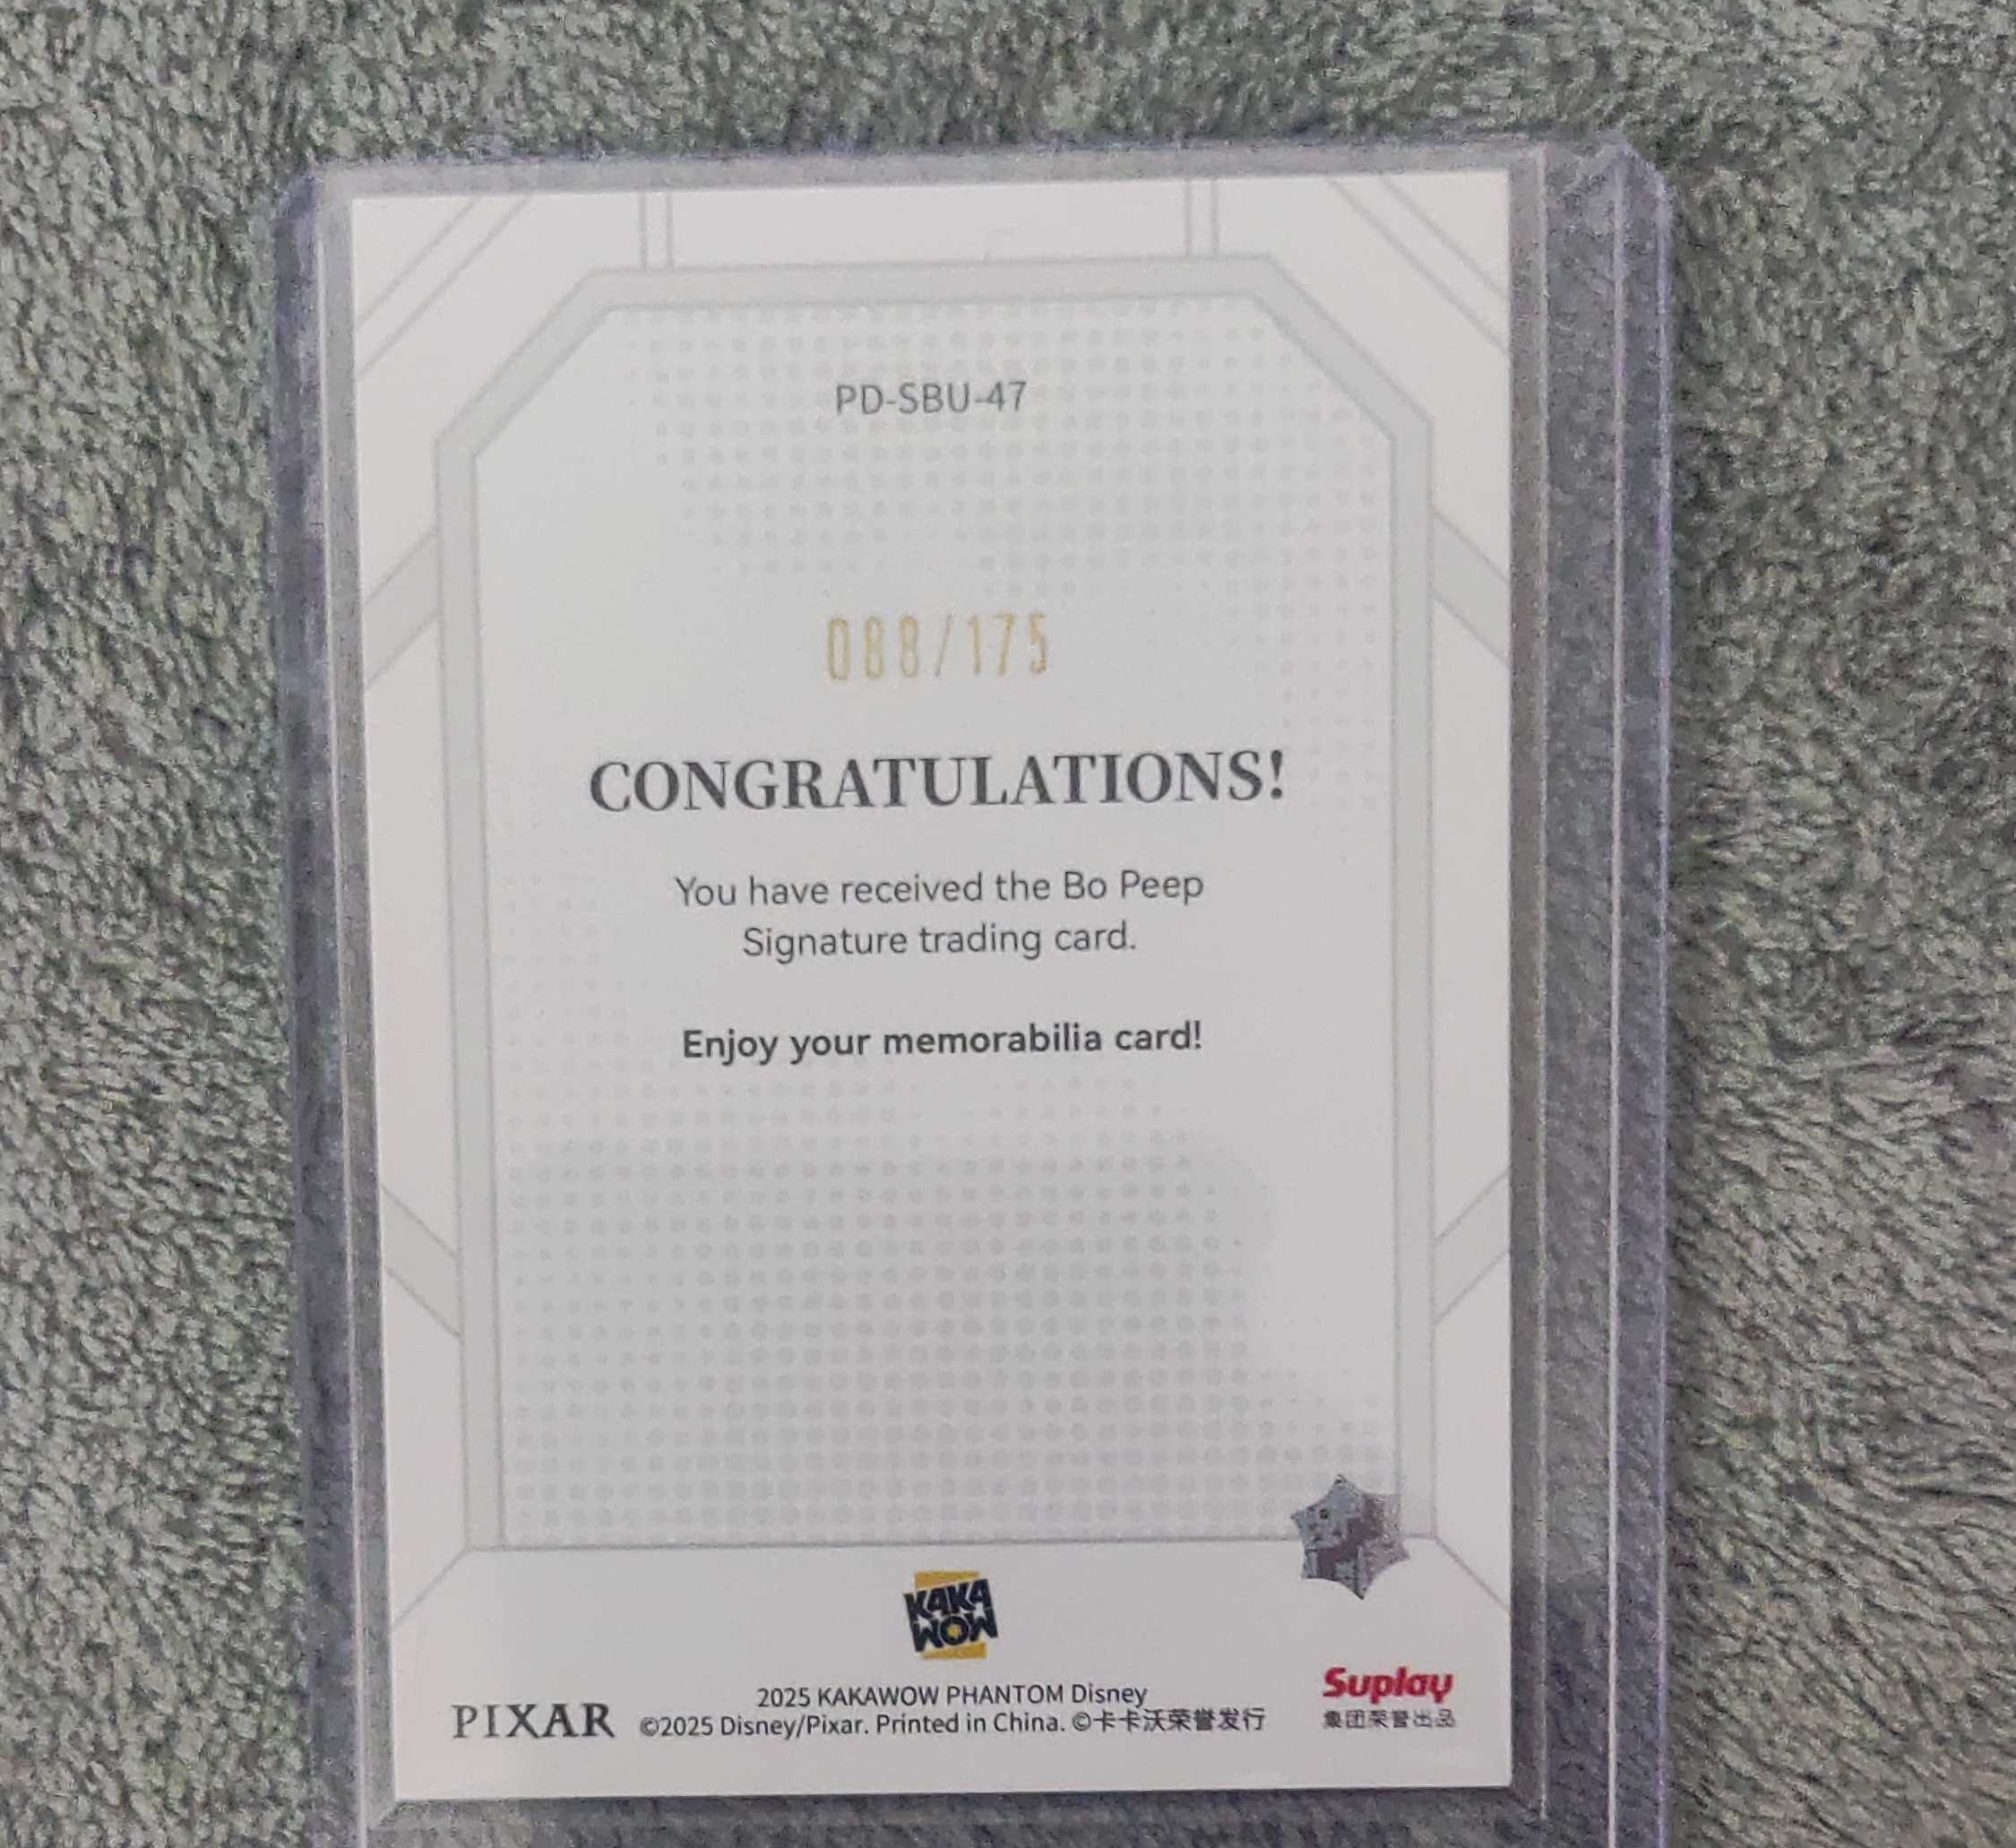 PD-SBU-47
088/175
CONGRATULATIONS!
You have received the Bo Peep
Signature trading card.
Enjoy your memorabilia card!
KAKA
WOW
2025 KAKAWOW PHANTOM Disney
PIXAR ©2025 Disney/Pixar. Printed in China. ©卡卡沃荣誉发行
Suplay
集团荣誉出品